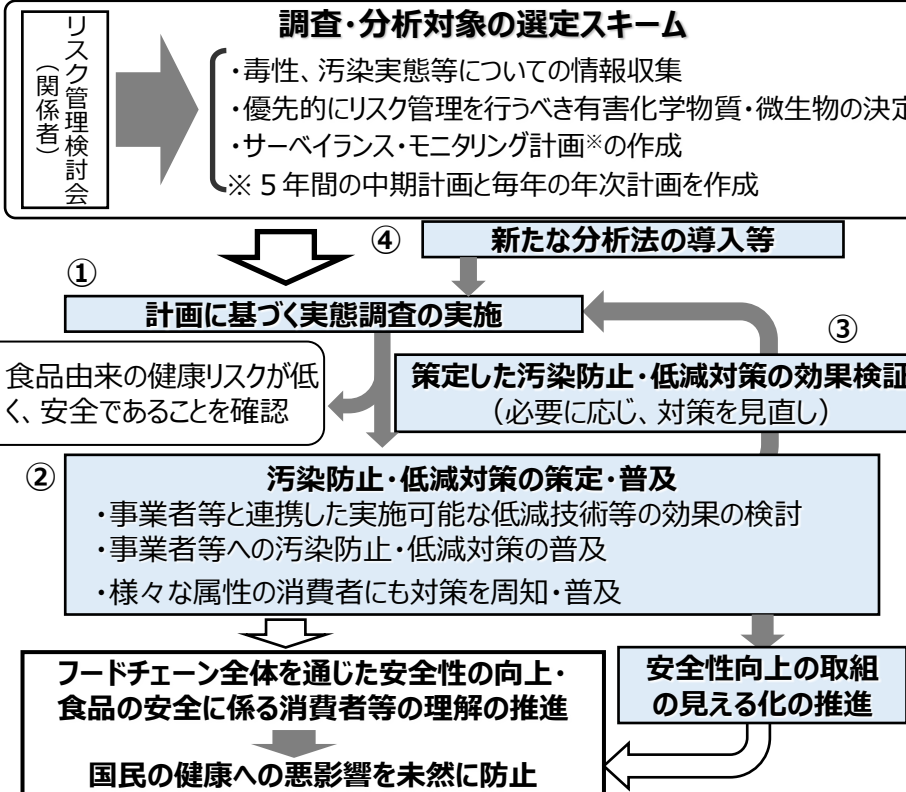 調査・分析対象の選定スキーム
リスク管理検討会
（関係者）
・毒性、汚染実態等についての情報収集
・優先的にリスク管理を行うべき有害化学物質・微生物の決定
・サーベイランス・モニタリング計画※の作成
※５年間の中期計画と毎年の年次計画を作成
④
新たな分析法の導入等
①
計画に基づく実態調査の実施
③
食品由来の健康リスクが低
く、安全であることを確認
策定した汚染防止・低減対策の効果検証
（必要に応じ、対策を見直し）
②
汚染防止・低減対策の策定・普及
・事業者等と連携した実施可能な低減技術等の効果の検討
・事業者等への汚染防止・低減対策の普及
・様々な属性の消費者にも対策を周知・普及
フードチェーン全体を通じた安全性の向上・
食品の安全に係る消費者等の理解の推進
国民の健康への悪影響を未然に防止
安全性向上の取組
の見える化の推進